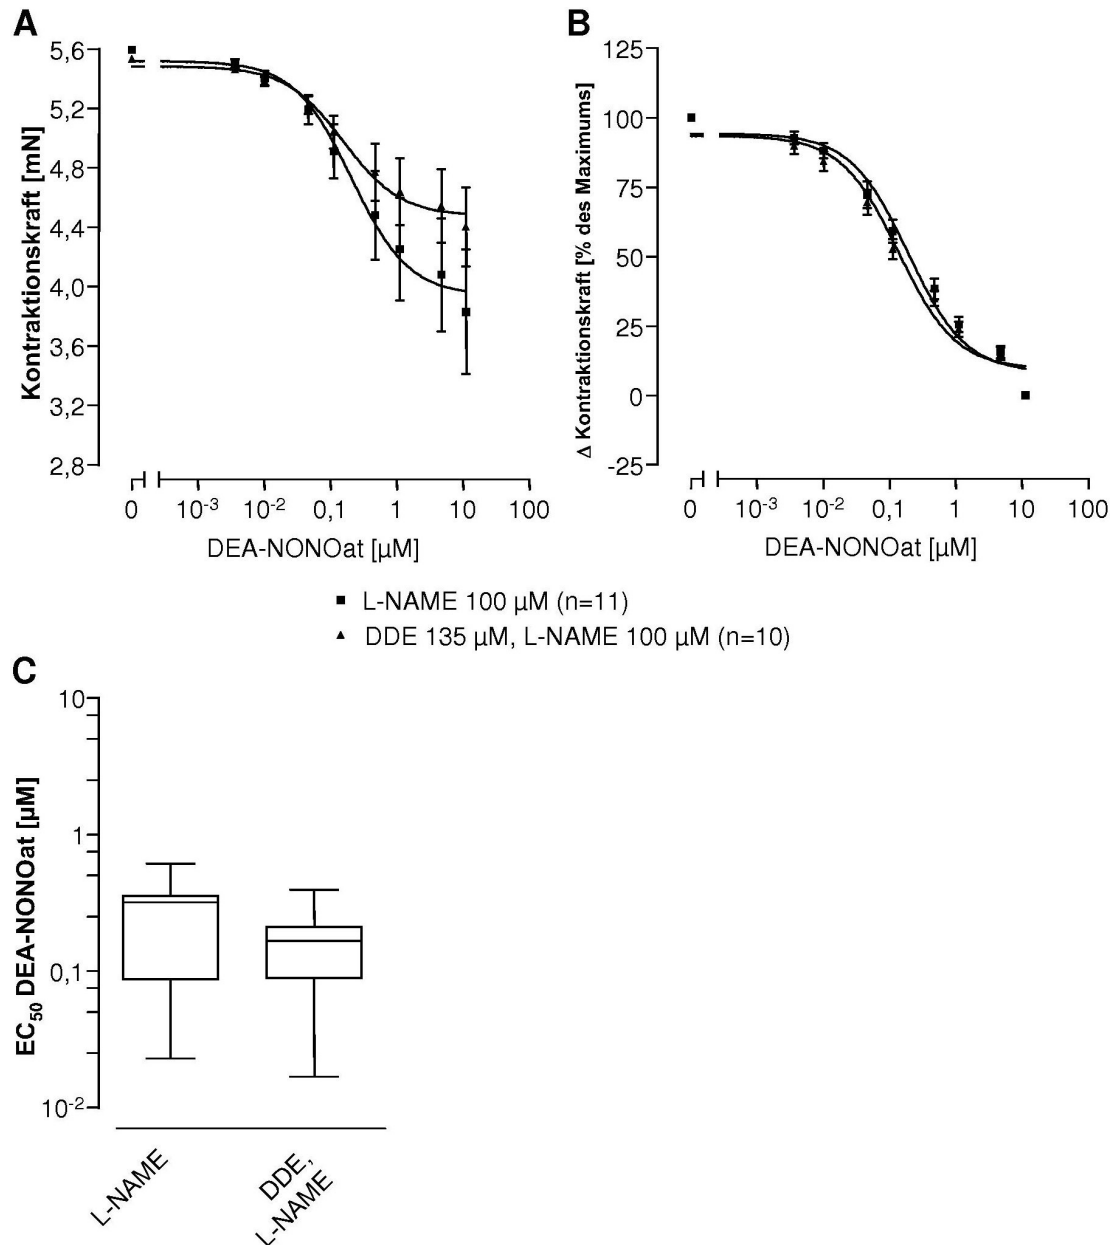 A
Kontraktionskraft [mN]
5,6
5,2
4,8
4,4
4,0
3,6
3,2
2,8
0 10⁻³ 10⁻² 0,1 1 10 100
DEA-NONOat [µM]
B
Δ Kontraktionskraft [% des Maximums]
125
100
75
50
25
0
-25
0 10⁻³ 10⁻² 0,1 1 10 100
DEA-NONOat [µM]
L-NAME 100 µM (n=11)
DDE 135 µM, L-NAME 100 µM (n=10)
C
EC₅₀ DEA-NONOat [µM]
10
1
0,1
10⁻²
L-NAME
DDE,
L-NAME